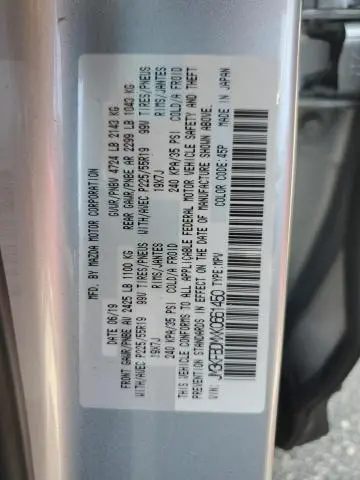 MFD. BY MAZDA MOTOR CORPORATION
DATE: 06/19 GVWR/PNBV 4724 LB 2143 KG
FRONT GAWR/PNBE AV 2425 LB 1100 KG REAR GAWR/PNBE AR 2299 LB 1043 KG
WITH/AVEC P225/55R19 99V TIRES/PNEUS WITH/AVEC P225/55R19 99V TIRES/PNEUS
19X7J RIMS/JANTES 19X7J RIMS/JANTES
240 KPA/35 PSI COLD/A FROID 240 KPA/35 PSI COLD/A FROID
THIS VEHICLE CONFORMS TO ALL APPLICABLE FEDERAL MOTOR VEHICLE SAFETY AND THEFT
PREVENTION STANDARDS IN EFFECT ON THE DATE OF MANUFACTURE SHOWN ABOVE.
VIN: JM3KFBDMXK0661450 TYPE: MPV COLOR CODE: 45P MADE IN JAPAN